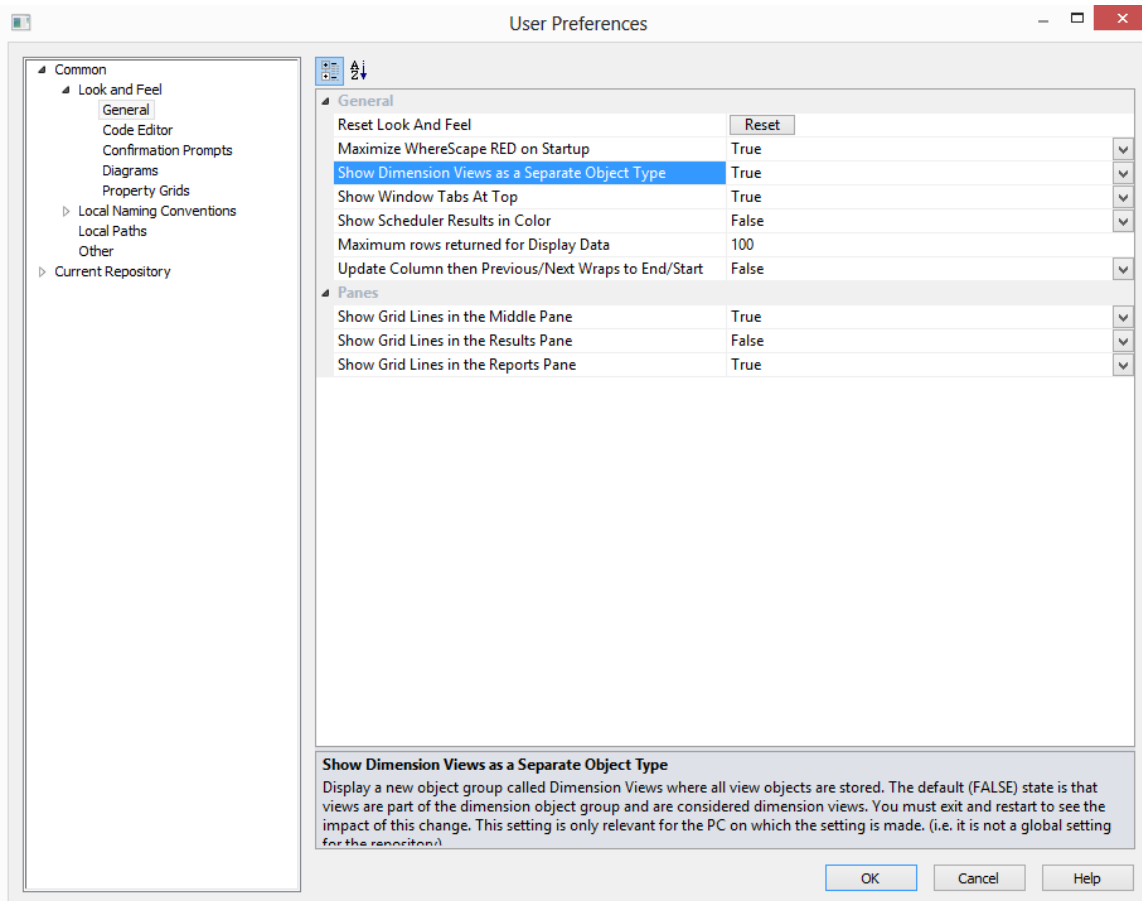 User Preferences
Common
Look and Feel
General
Code Editor
Confirmation Prompts
Diagrams
Property Grids
Local Naming Conventions
Local Paths
Other
Current Repository
General
Reset Look And Feel Reset
Maximize WhereScape RED on Startup True
Show Dimension Views as a Separate Object Type True
Show Window Tabs At Top True
Show Scheduler Results in Color False
Maximum rows returned for Display Data 100
Update Column then Previous/Next Wraps to End/Start False
Panes
Show Grid Lines in the Middle Pane True
Show Grid Lines in the Results Pane False
Show Grid Lines in the Reports Pane True
Show Dimension Views as a Separate Object Type
Display a new object group called Dimension Views where all view objects are stored. The default (FALSE) state is that
views are part of the dimension object group and are considered dimension views. You must exit and restart to see the
impact of this change. This setting is only relevant for the PC on which the setting is made. (i.e. it is not a global setting
for the repository)
OK Cancel Help